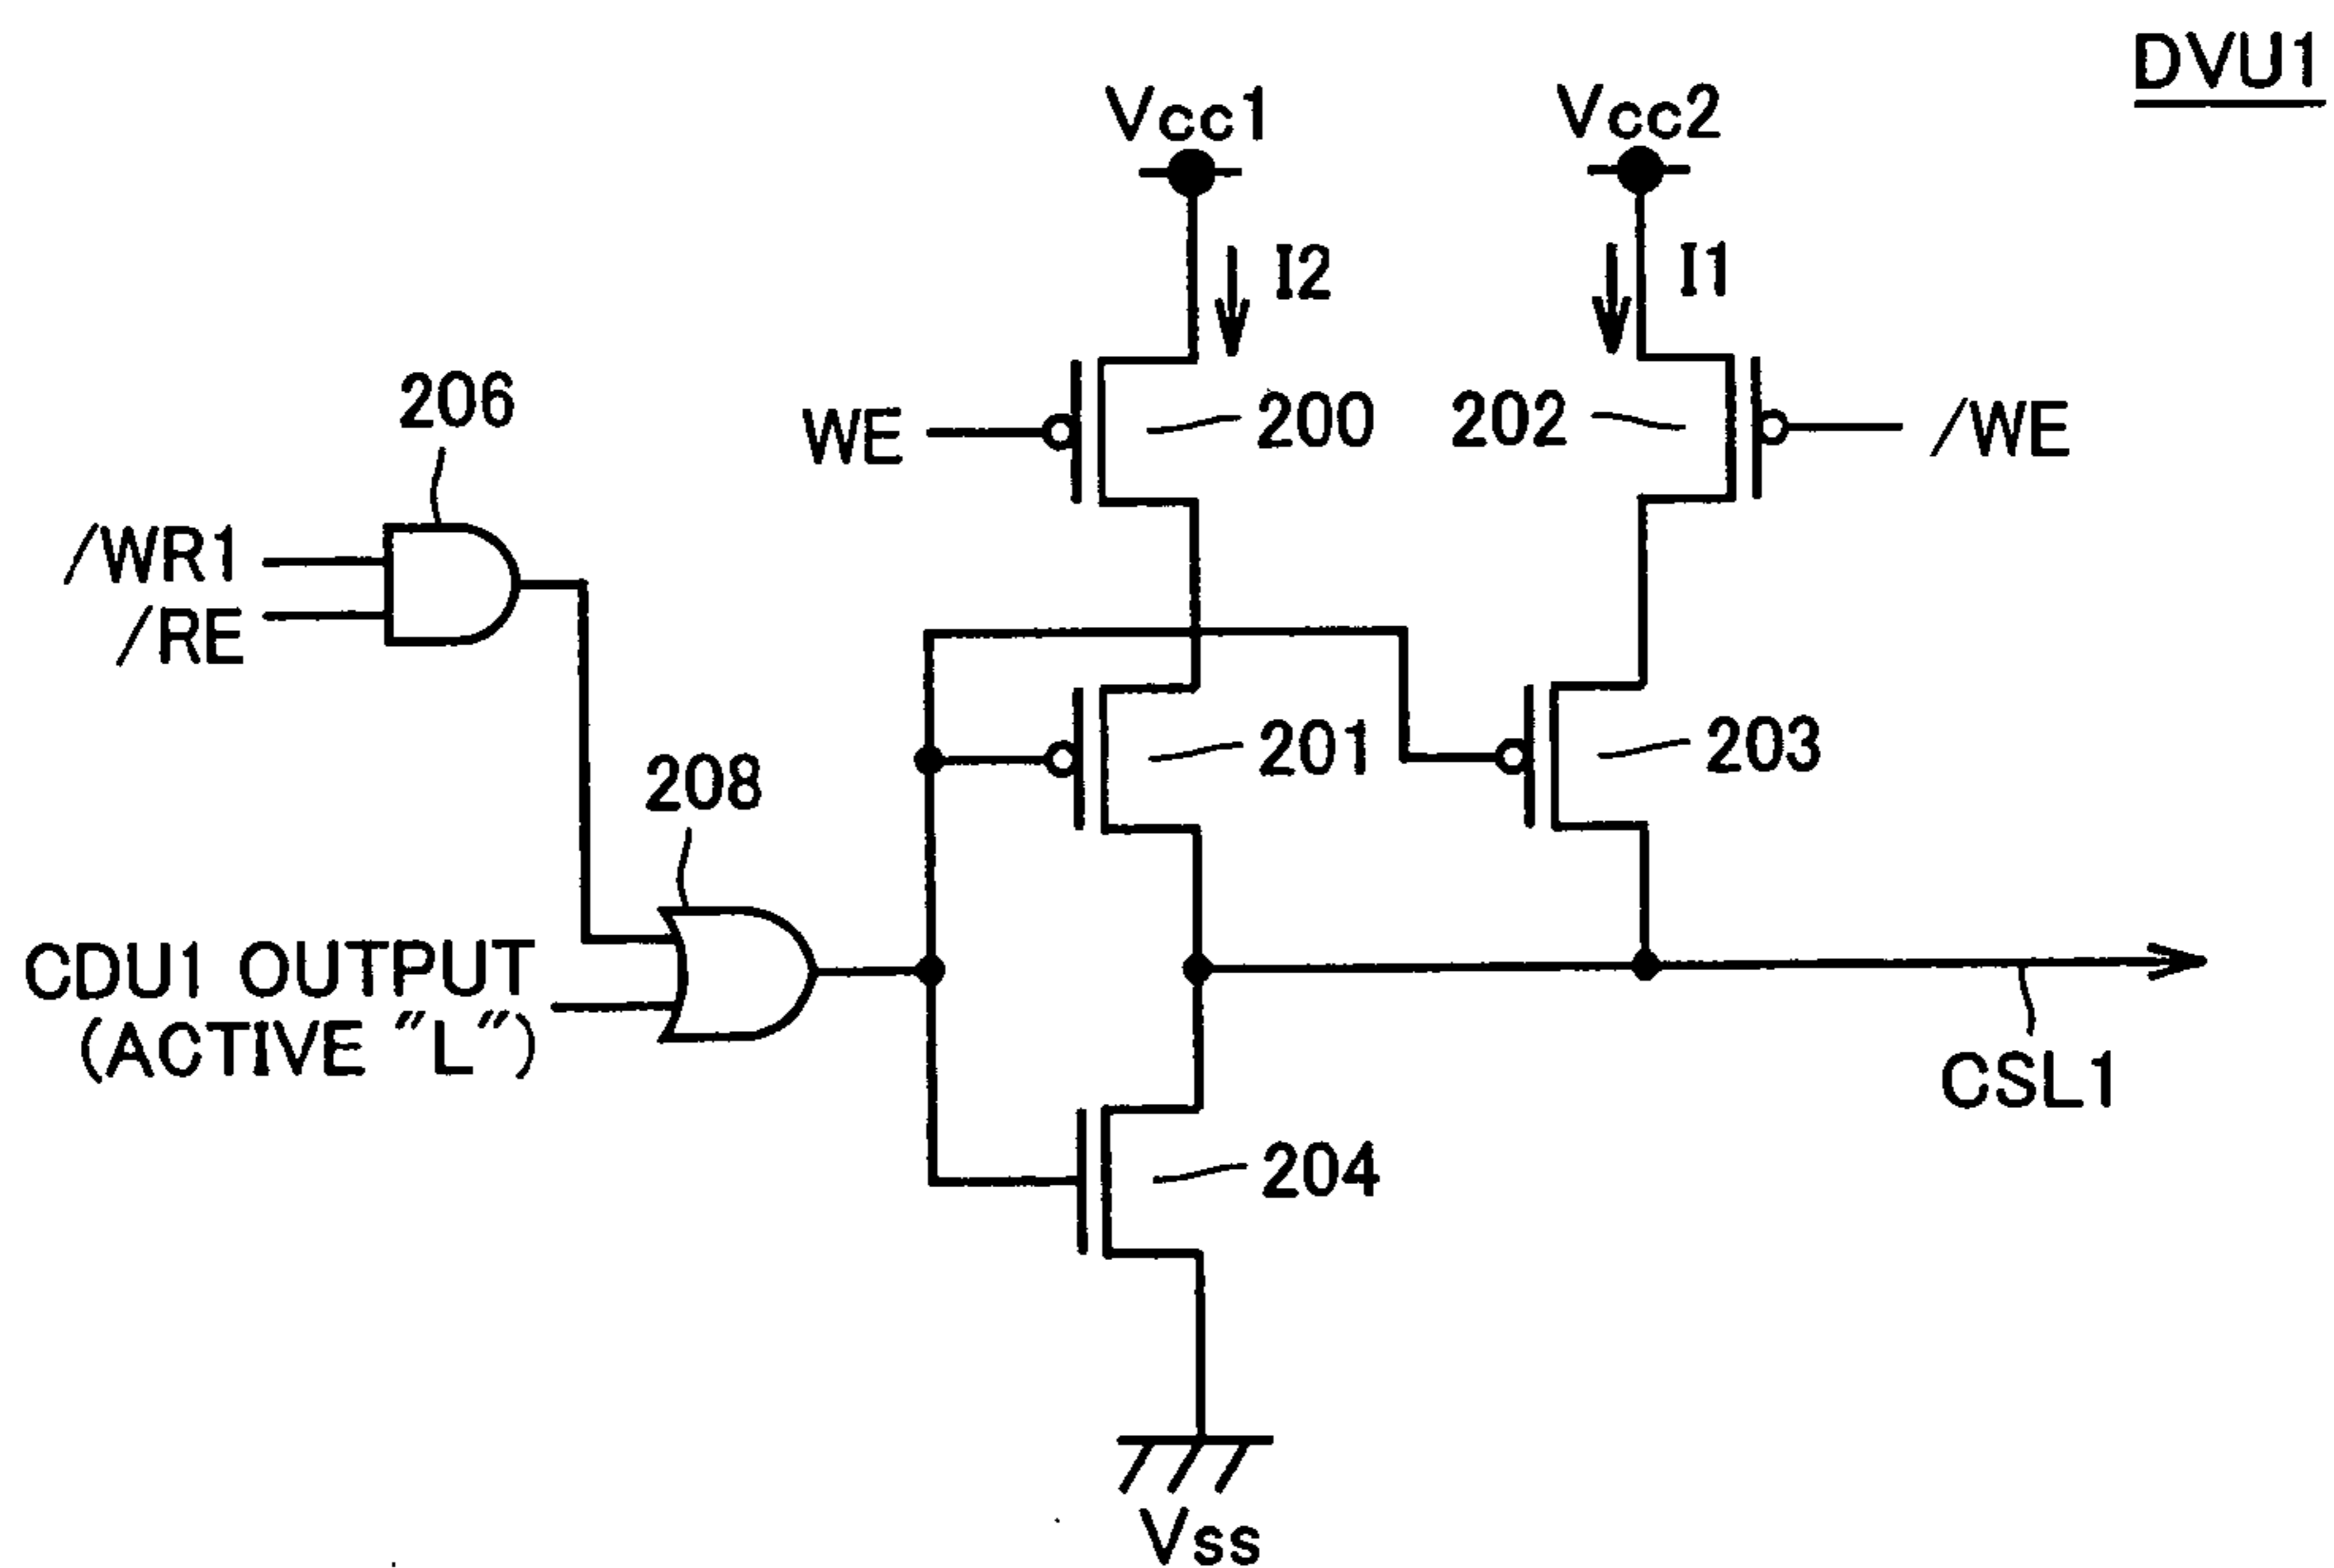 DVU1
Vcc1
Vcc2
I2
I1
206
WE
200
202
/WE
/WR1
/RE
201
203
208
CDU1 OUTPUT
(ACTIVE "L")
CSL1
204
Vss